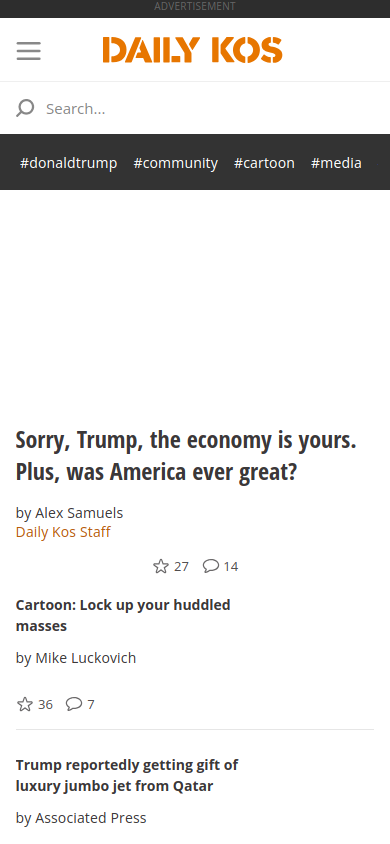 ADVERTISEMENT
DAILY KOS
Search...
#donaldtrump #community #cartoon #media
Sorry, Trump, the economy is yours.
Plus, was America ever great?
by Alex Samuels
Daily Kos Staff
27 14
Cartoon: Lock up your huddled
masses
by Mike Luckovich
36 7
Trump reportedly getting gift of
luxury jumbo jet from Qatar
by Associated Press